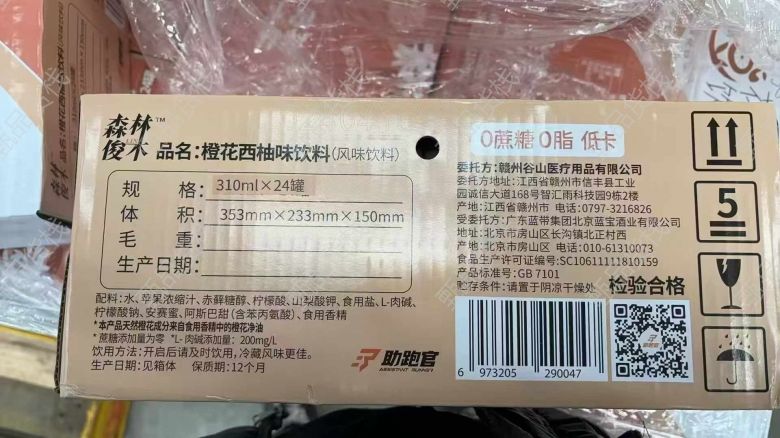 森林™
俊木
品名:橙花西柚味饮料(风味饮料)
规 格: 310ml×24罐
体 积: 353mm×233mm×150mm
毛 重:
生产日期:
配料:水、苹果浓缩汁、赤藓糖醇、柠檬酸、山梨酸钾、食用盐、L-肉碱、
柠檬酸钠、安赛蜜、阿斯巴甜(含苯丙氨酸)、食用香精
*本产品天然橙花成分来自食用香精中的橙花净油
*蔗糖添加量为零 *L-肉碱添加量:200mg/L
饮用方法:开启后请及时饮用,冷藏风味更佳。
生产日期:见箱体 保质期:12个月
助跑官
ASSISTANT RUNNER
0蔗糖 0脂 低卡
委托方:赣州谷山医疗用品有限公司
委托方地址:江西省赣州市信丰县工业
园诚信大道168号智汇雨科技园9栋2楼
产地:江西省赣州市 电话:0797-3216826
受委托方:广东蓝带集团北京蓝宝酒业有限公司
地址:北京市房山区长沟镇北正村西
产地:北京市房山区 电话:010-61310073
食品生产许可证编号:SC10611111810159
产品标准号:GB 7101
贮存条件:请置于阴凉干燥处
检验合格
6 973205 290047
5